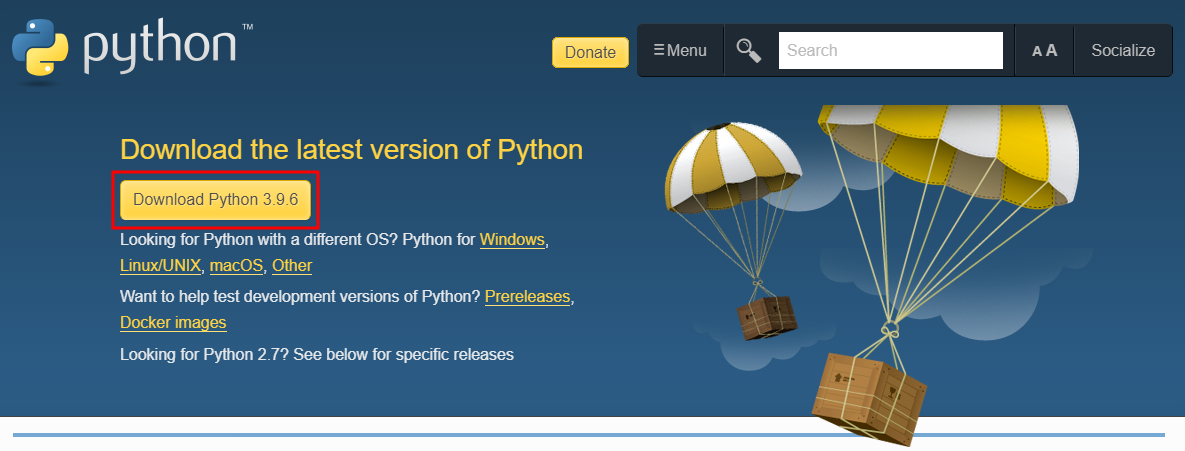 python™
Donate
☰Menu
Search
A A
Socialize
Download the latest version of Python
Download Python 3.9.6
Looking for Python with a different OS? Python for Windows,
Linux/UNIX, macOS, Other
Want to help test development versions of Python? Prereleases,
Docker images
Looking for Python 2.7? See below for specific releases